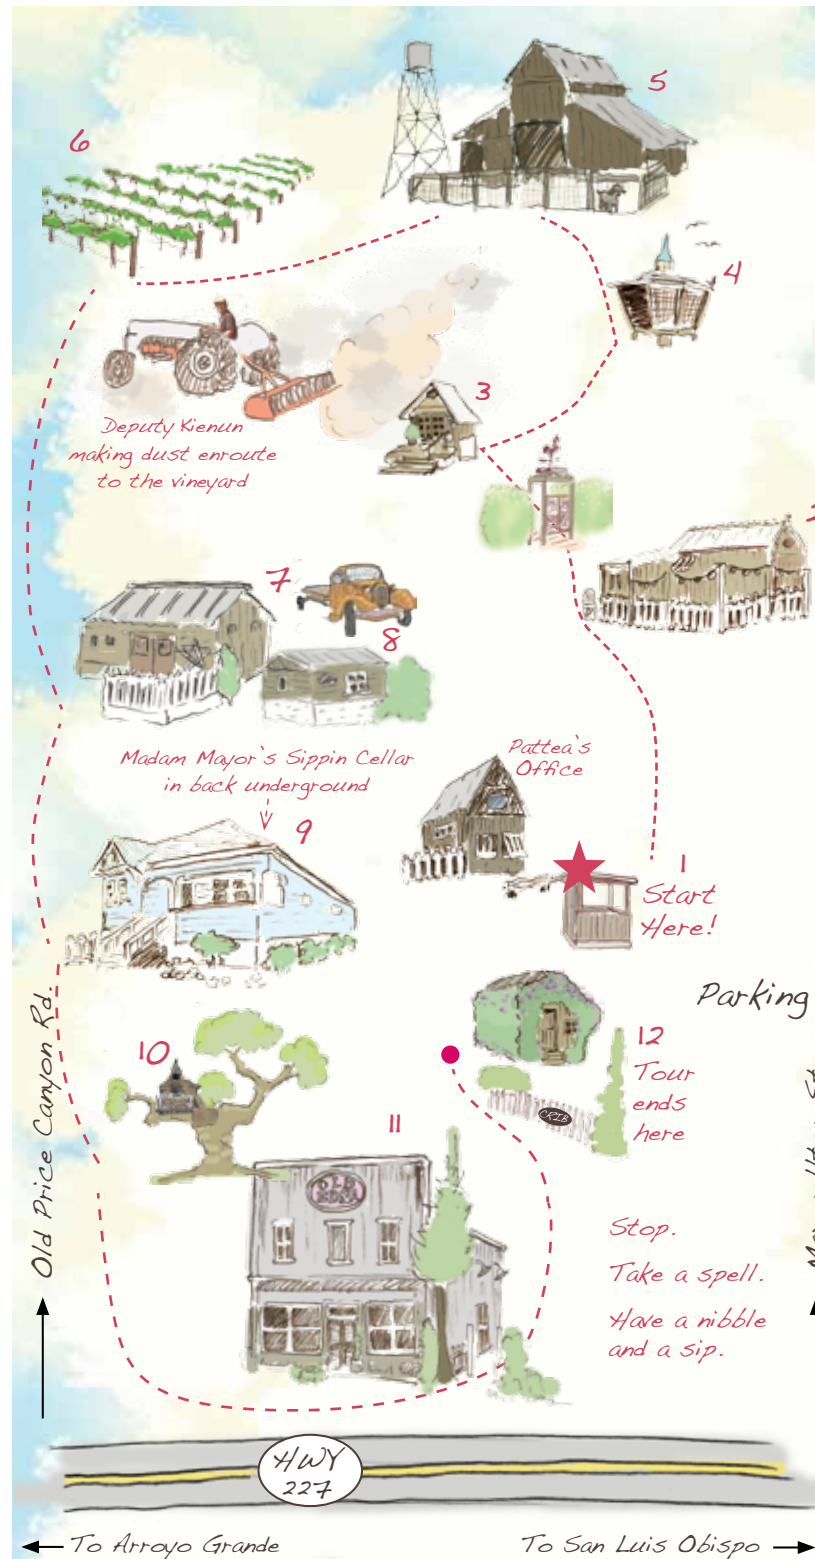 5
6
4
3
Deputy Kienun
making dust enroute
to the vineyard
7
8
Madam Mayor's Sippin Cellar
in back underground
Pattea's
Office
9
1
Start
Here!
Parking
Old Price Canyon Rd.
10
12
Tour
ends
here
CRIB
11
OLD
EDNA
Stop.
Take a spell.
Have a nibble
and a sip.
HWY
227
To Arroyo Grande
To San Luis Obispo